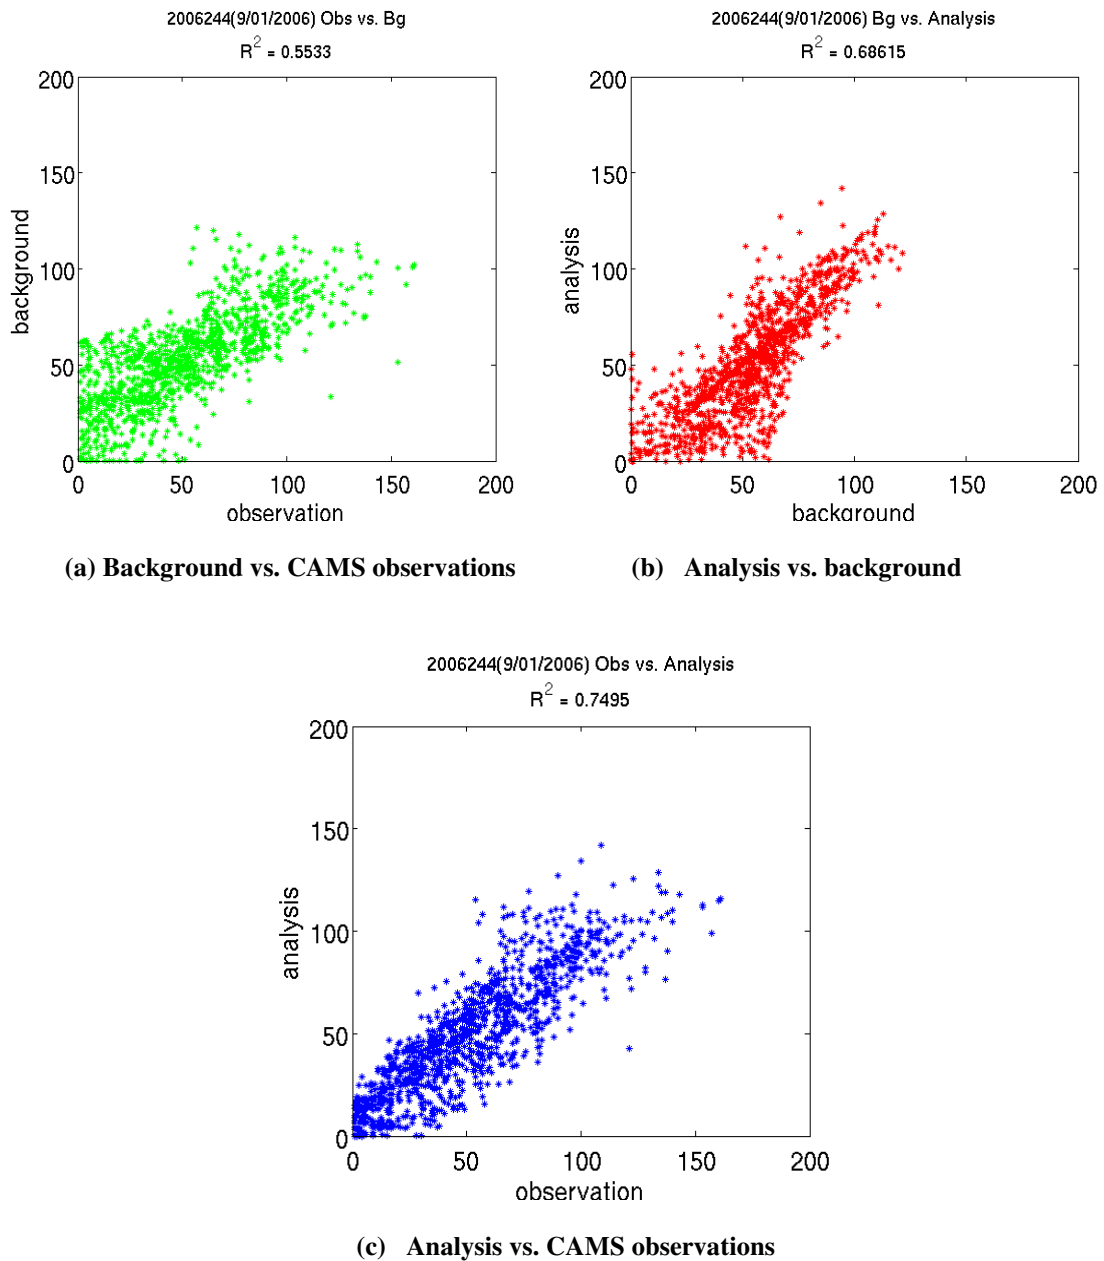 2006244(9/01/2006) Obs vs. Bg
R2 = 0.5533
200
150
100
50
0
background
0 50 100 150 200
observation
(a) Background vs. CAMS observations
2006244(9/01/2006) Bg vs. Analysis
R2 = 0.68615
200
150
100
50
0
analysis
0 50 100 150 200
background
(b) Analysis vs. background
2006244(9/01/2006) Obs vs. Analysis
R2 = 0.7495
200
150
100
50
0
analysis
0 50 100 150 200
observation
(c) Analysis vs. CAMS observations